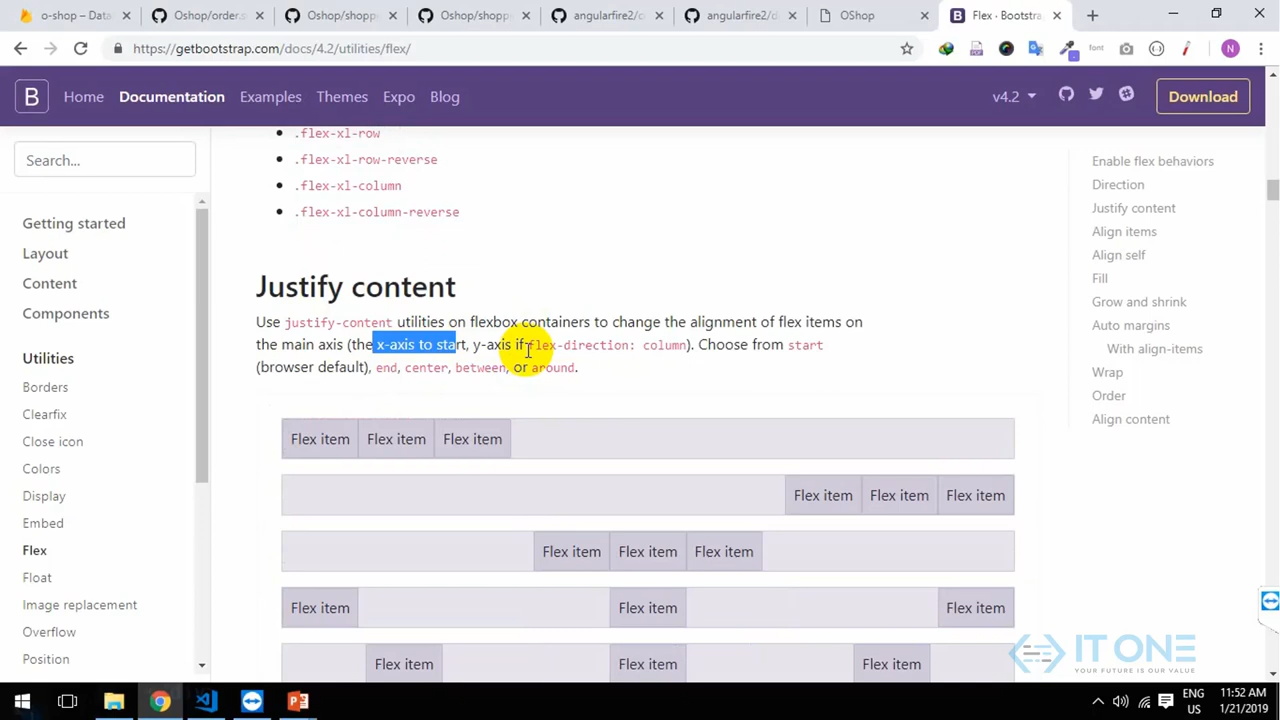 o-shop – Data
Oshop/order.s
Oshop/shopp
Oshop/shopp
angularfire2/c
angularfire2/d
OShop
Flex · Bootstra
https://getbootstrap.com/docs/4.2/utilities/flex/
font
N
B
Home
Documentation
Examples
Themes
Expo
Blog
v4.2
Download
Search...
Getting started
Layout
Content
Components
Utilities
Borders
Clearfix
Close icon
Colors
Display
Embed
Flex
Float
Image replacement
Overflow
Position
.flex-xl-row
.flex-xl-row-reverse
.flex-xl-column
.flex-xl-column-reverse
Justify content
Use justify-content utilities on flexbox containers to change the alignment of flex items on
the main axis (the x-axis to start, y-axis if flex-direction: column). Choose from start
(browser default), end, center, between, or around.
Flex item Flex item Flex item
Flex item Flex item Flex item
Flex item Flex item Flex item
Flex item Flex item Flex item
Flex item Flex item Flex item
Enable flex behaviors
Direction
Justify content
Align items
Align self
Fill
Grow and shrink
Auto margins
With align-items
Wrap
Order
Align content
IT ONE
YOUR FUTURE IS OUR VALUE
ENG
US
11:52 AM
1/21/2019